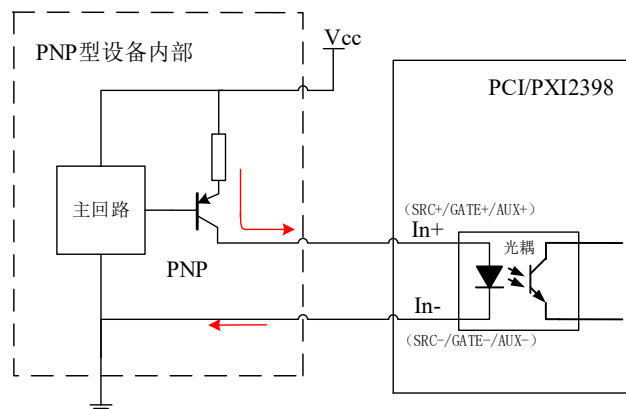 Vcc
PNP型设备内部
PCI/PXI2398
主回路
PNP
（SRC+/GATE+/AUX+）
In+
光耦
In-
（SRC-/GATE-/AUX-）